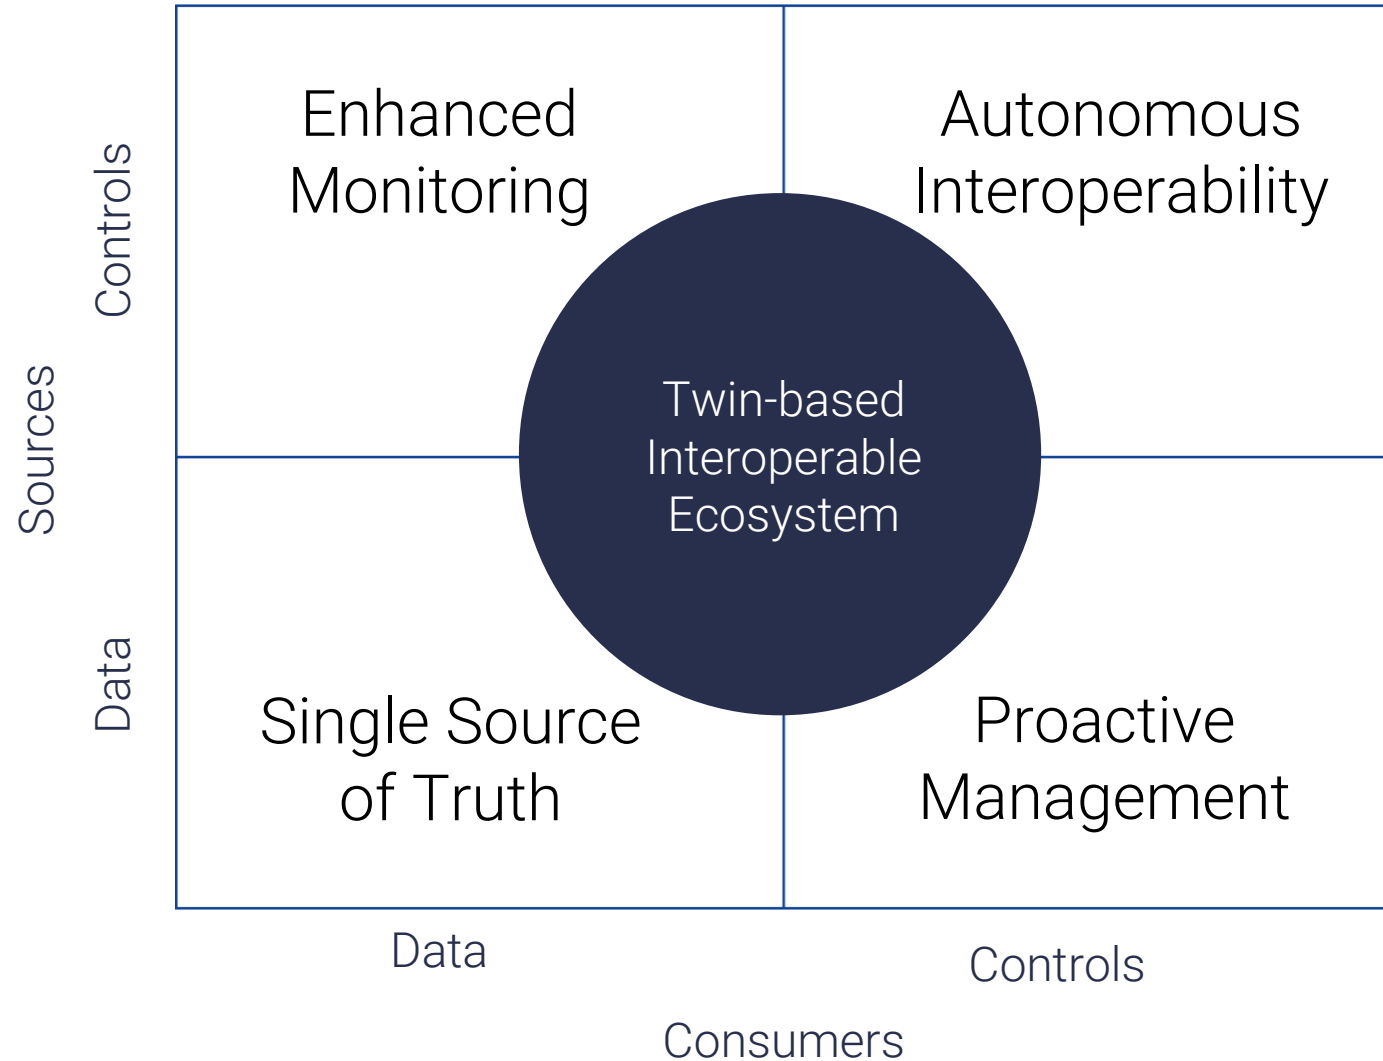 Enhanced
Monitoring
Autonomous
Interoperability
Controls
Sources
Twin-based
Interoperable
Ecosystem
Data
Single Source
of Truth
Proactive
Management
Data
Controls
Consumers